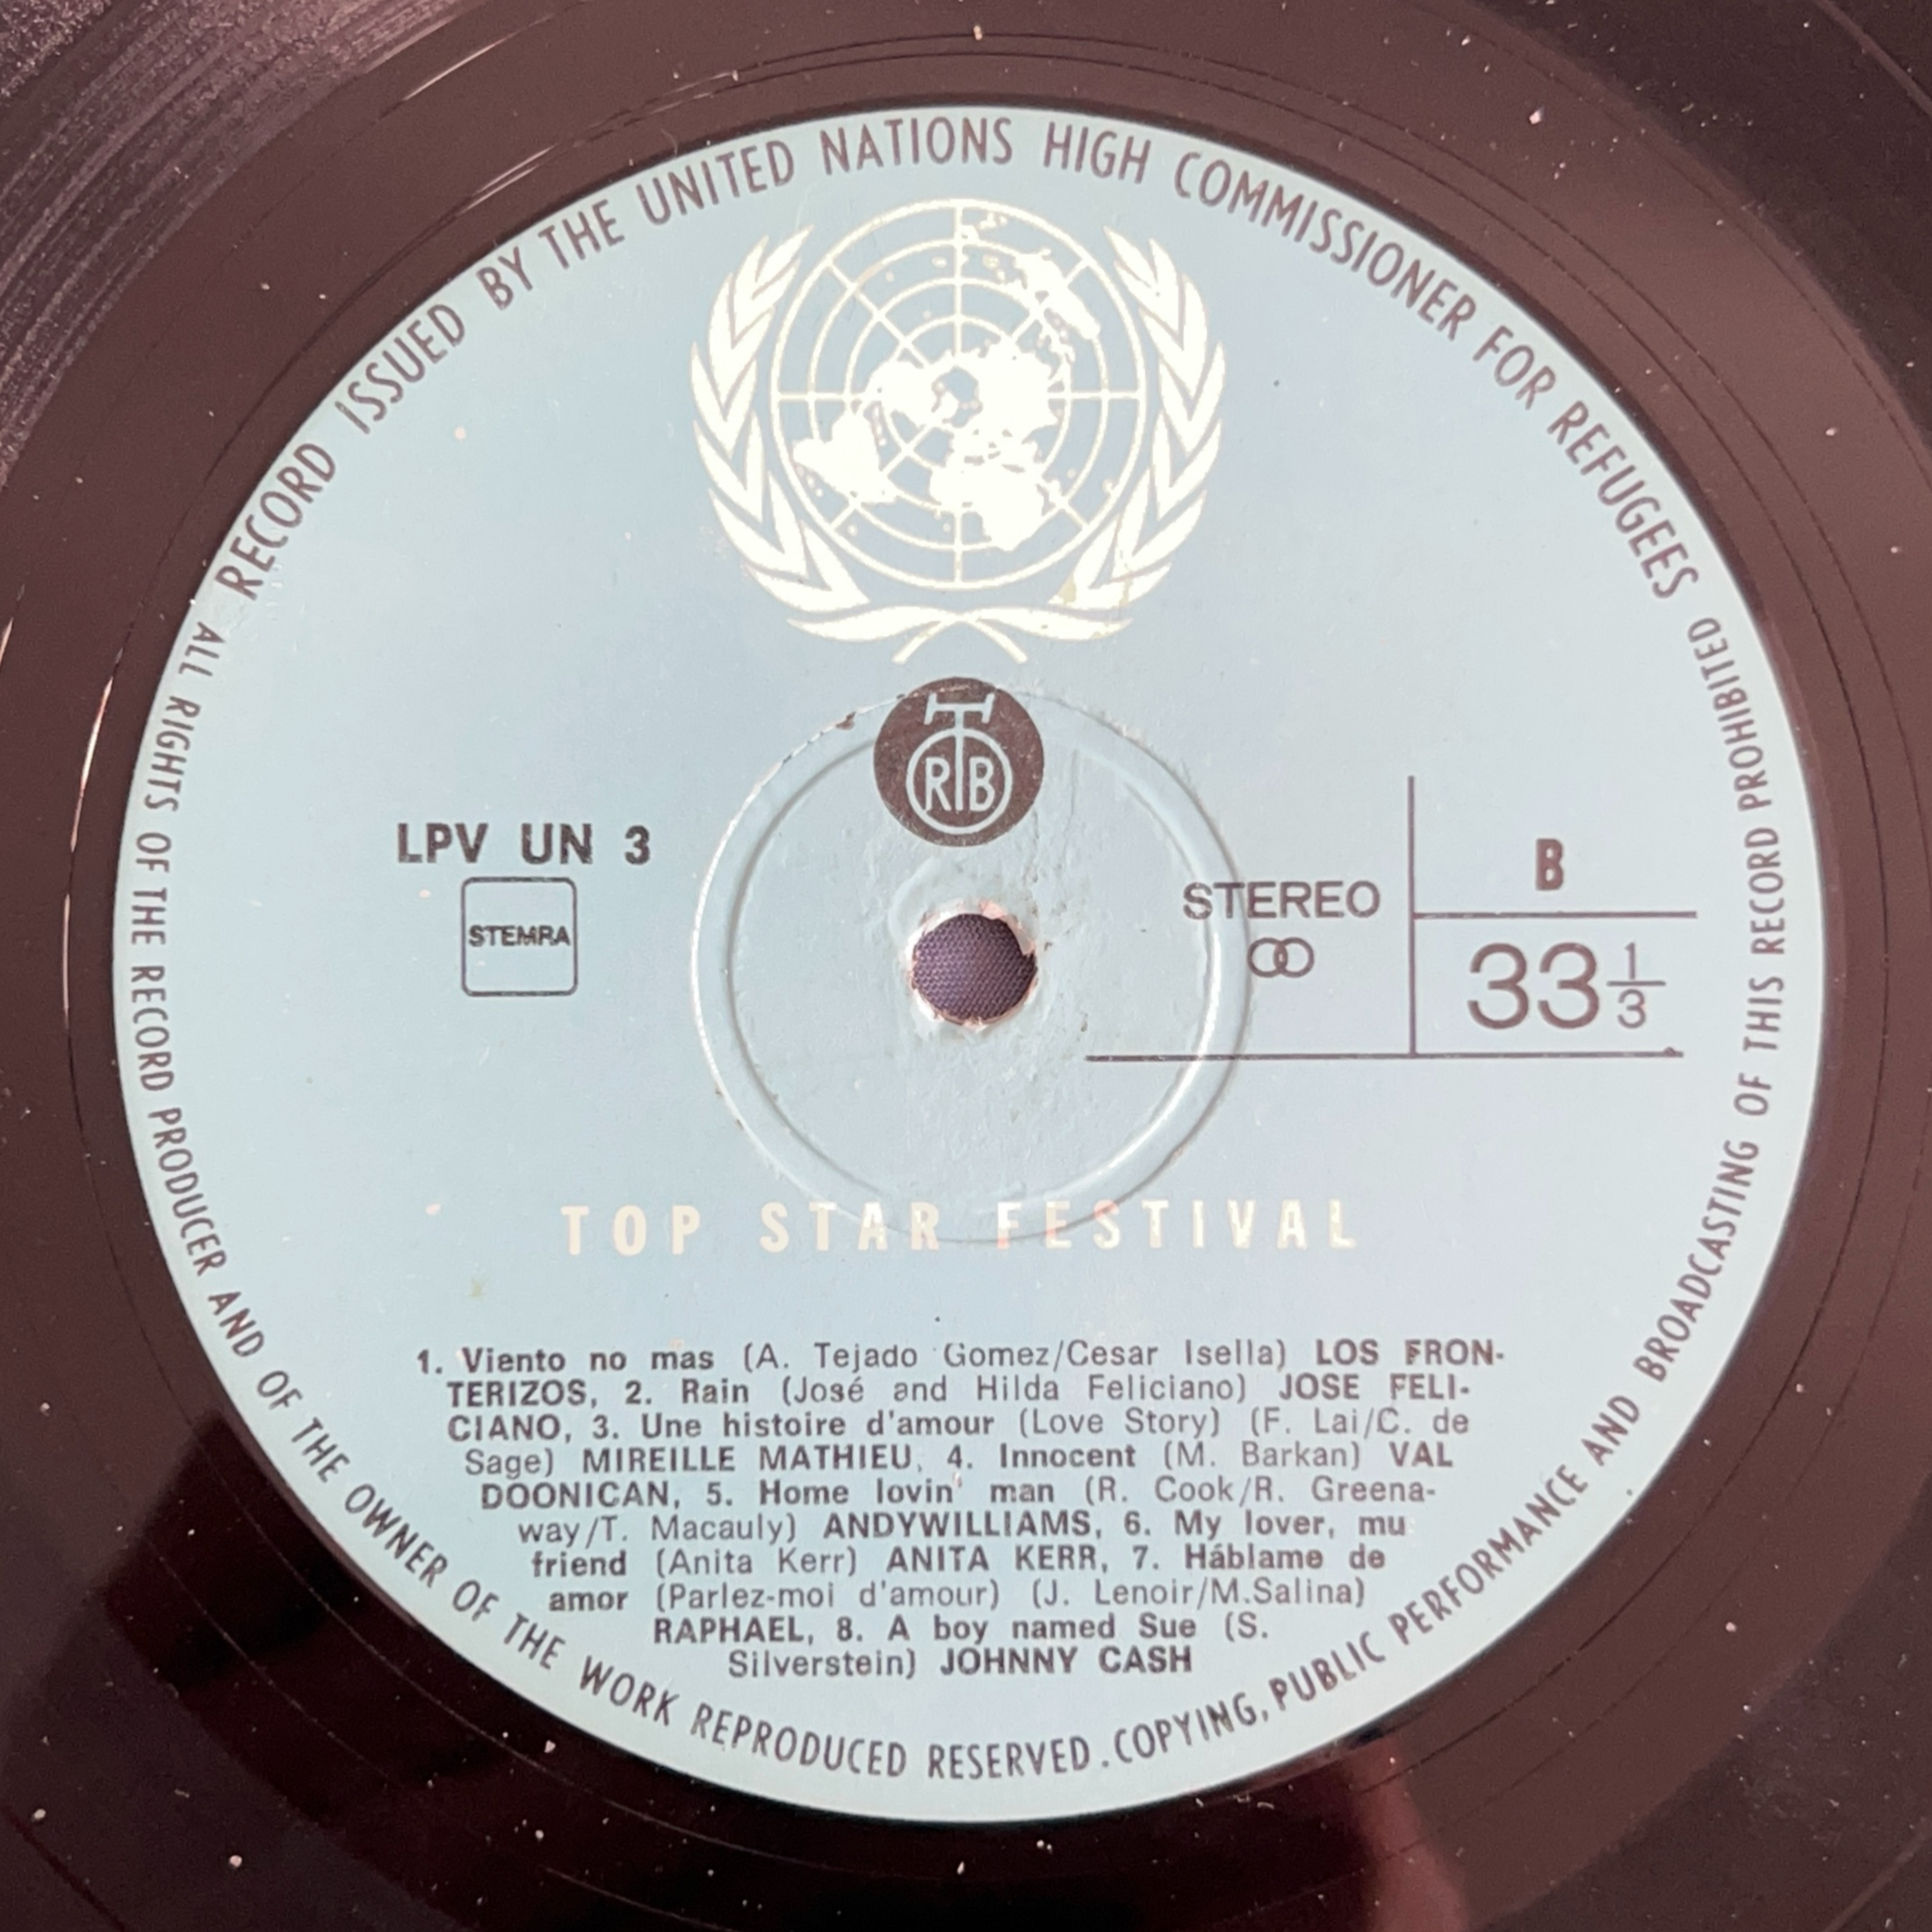 RECORD ISSUED BY THE UNITED NATIONS HIGH COMMISSIONER FOR REFUGEES
RTB
LPV UN 3
STEMRA
STEREO
B
33 1/3
TOP STAR FESTIVAL
1. Viento no mas (A. Tejado Gomez/Cesar Isella) LOS FRON-
TERIZOS, 2. Rain (José and Hilda Feliciano) JOSE FELI-
CIANO, 3. Une histoire d'amour (Love Story) (F. Lai/C. de
Sage) MIREILLE MATHIEU, 4. Innocent (M. Barkan) VAL
DOONICAN, 5. Home lovin' man (R. Cook/R. Greena-
way/T. Macauly) ANDYWILLIAMS, 6. My lover, mu
friend (Anita Kerr) ANITA KERR, 7. Háblame de
amor (Parlez-moi d'amour) (J. Lenoir/M.Salina)
RAPHAEL, 8. A boy named Sue (S.
Silverstein) JOHNNY CASH
ALL RIGHTS OF THE RECORD PRODUCER AND OF THE OWNER OF THE WORK REPRODUCED RESERVED. COPYING, PUBLIC PERFORMANCE AND BROADCASTING OF THIS RECORD PROHIBITED